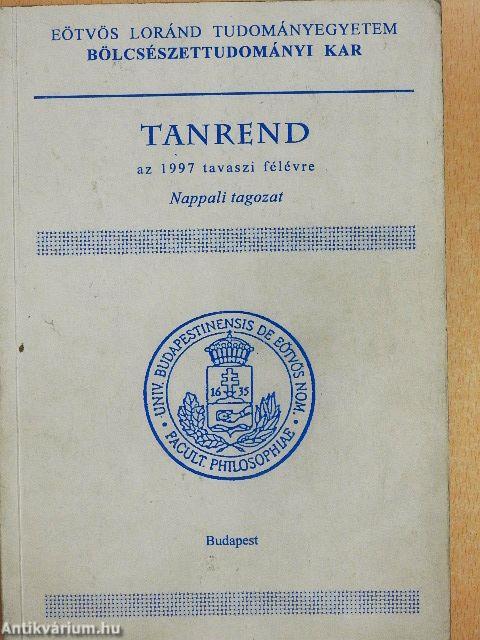 EÖTVÖS LORÁND TUDOMÁNYEGYETEM
BÖLCSÉSZETTUDOMÁNYI KAR
TANREND
az 1997 tavaszi félévre
Nappali tagozat
· UNIV. BUDAPESTINENSIS DE EÖTVÖS NOM. ·
FACULT. PHILOSOPHIAE
16 35
Budapest
Antikvárium.hu